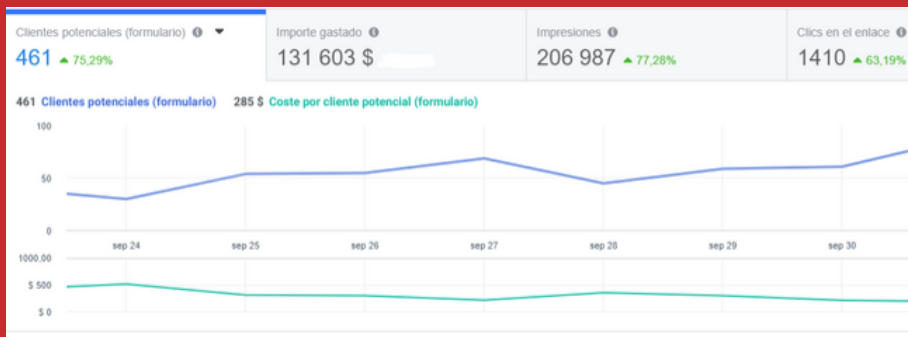 Clientes potenciales (formulario)
461 75,29%
Importe gastado
131 603 $
Impresiones
206 987 77,28%
Clics en el enlace
1410 63,19%
461 Clientes potenciales (formulario) 285 $ Coste por cliente potencial (formulario)
100
50
0
sep 24 sep 25 sep 26 sep 27 sep 28 sep 29 sep 30
1000,00
$ 500
$ 0